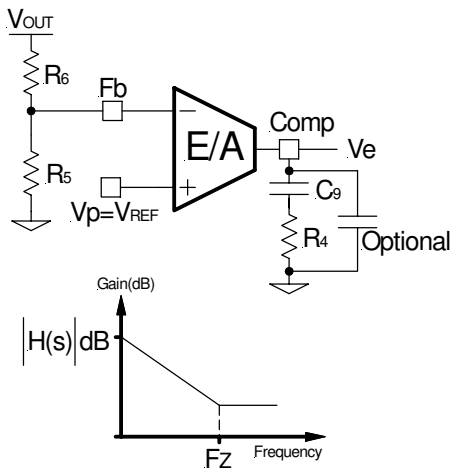 VOUT
R6
Fb
−
E/A
Comp
Ve
R5
+
Vp=VREF
C9
R4
Optional
Gain(dB)
|H(s)|dB
FZ
Frequency